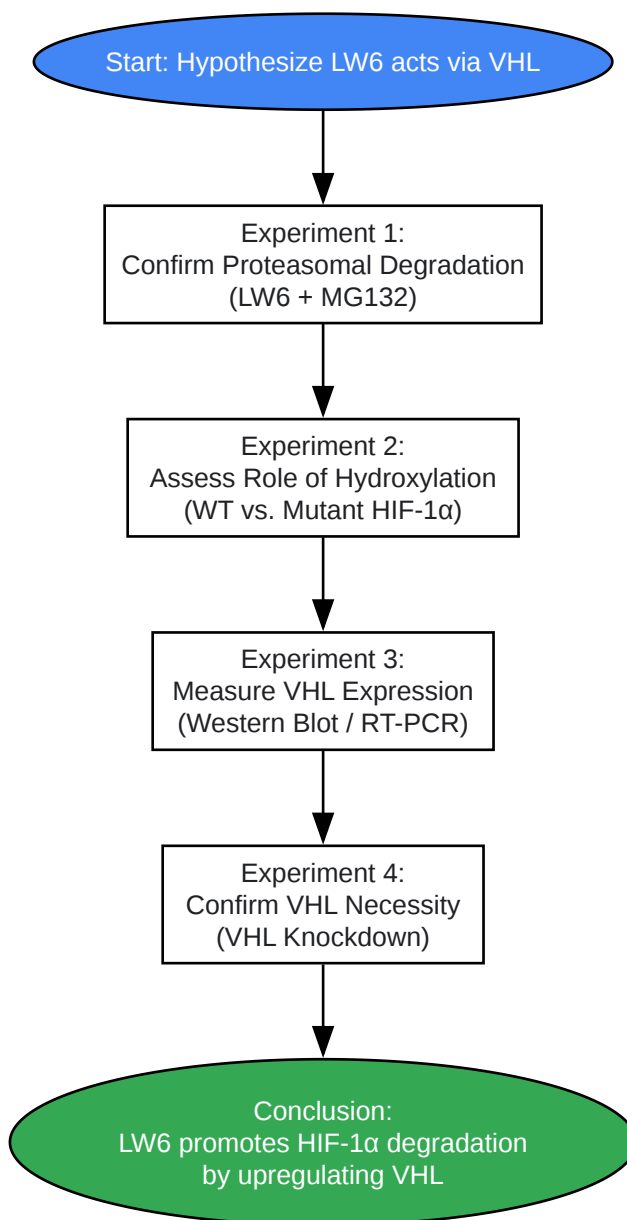 Start: Hypothesize LW6 acts via VHL
Experiment 1:
Confirm Proteasomal Degradation
(LW6 + MG132)
Experiment 2:
Assess Role of Hydroxylation
(WT vs. Mutant HIF-1α)
Experiment 3:
Measure VHL Expression
(Western Blot / RT-PCR)
Experiment 4:
Confirm VHL Necessity
(VHL Knockdown)
Conclusion:
LW6 promotes HIF-1α degradation
by upregulating VHL